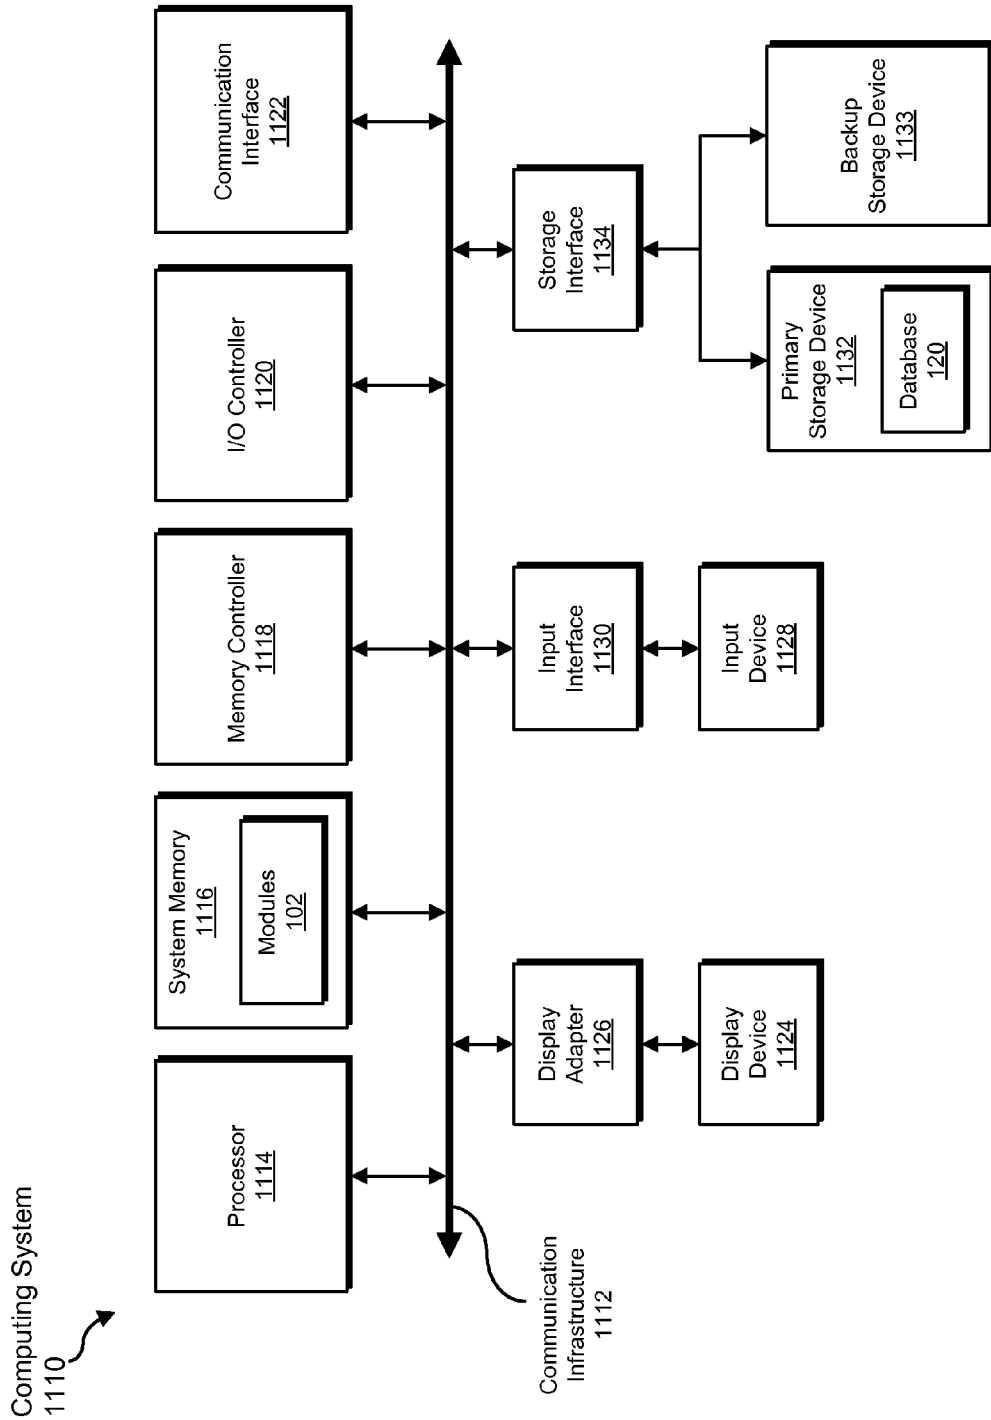 Computing System
1110
Processor
1114
System Memory
1116
Modules
102
Memory Controller
1118
I/O Controller
1120
Communication
Interface
1122
Communication
Infrastructure
1112
Display
Adapter
1126
Input
Interface
1130
Storage
Interface
1134
Display
Device
1124
Input
Device
1128
Primary
Storage Device
1132
Database
120
Backup
Storage Device
1133